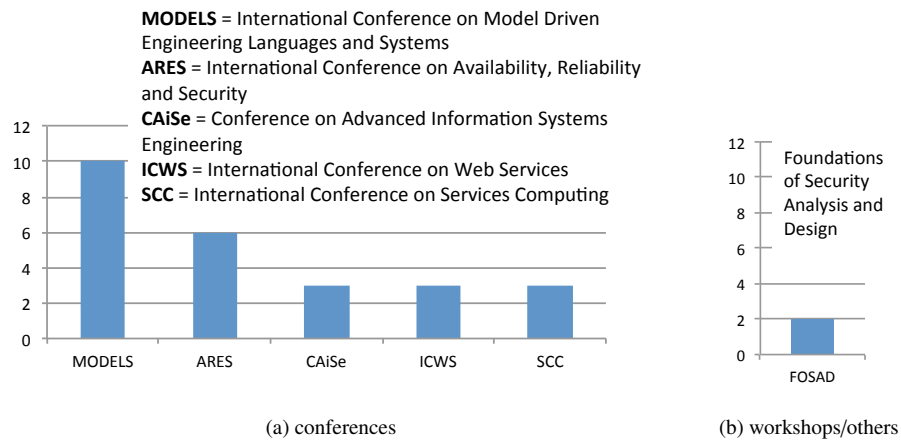 MODELS = International Conference on Model Driven
Engineering Languages and Systems
ARES = International Conference on Availability, Reliability
and Security
CAiSe = Conference on Advanced Information Systems
Engineering
ICWS = International Conference on Web Services
SCC = International Conference on Services Computing
12
10
8
6
4
2
0
MODELS ARES CAiSe ICWS SCC
(a) conferences
12
10
8
6
4
2
0
Foundations
of Security
Analysis and
Design
FOSAD
(b) workshops/others